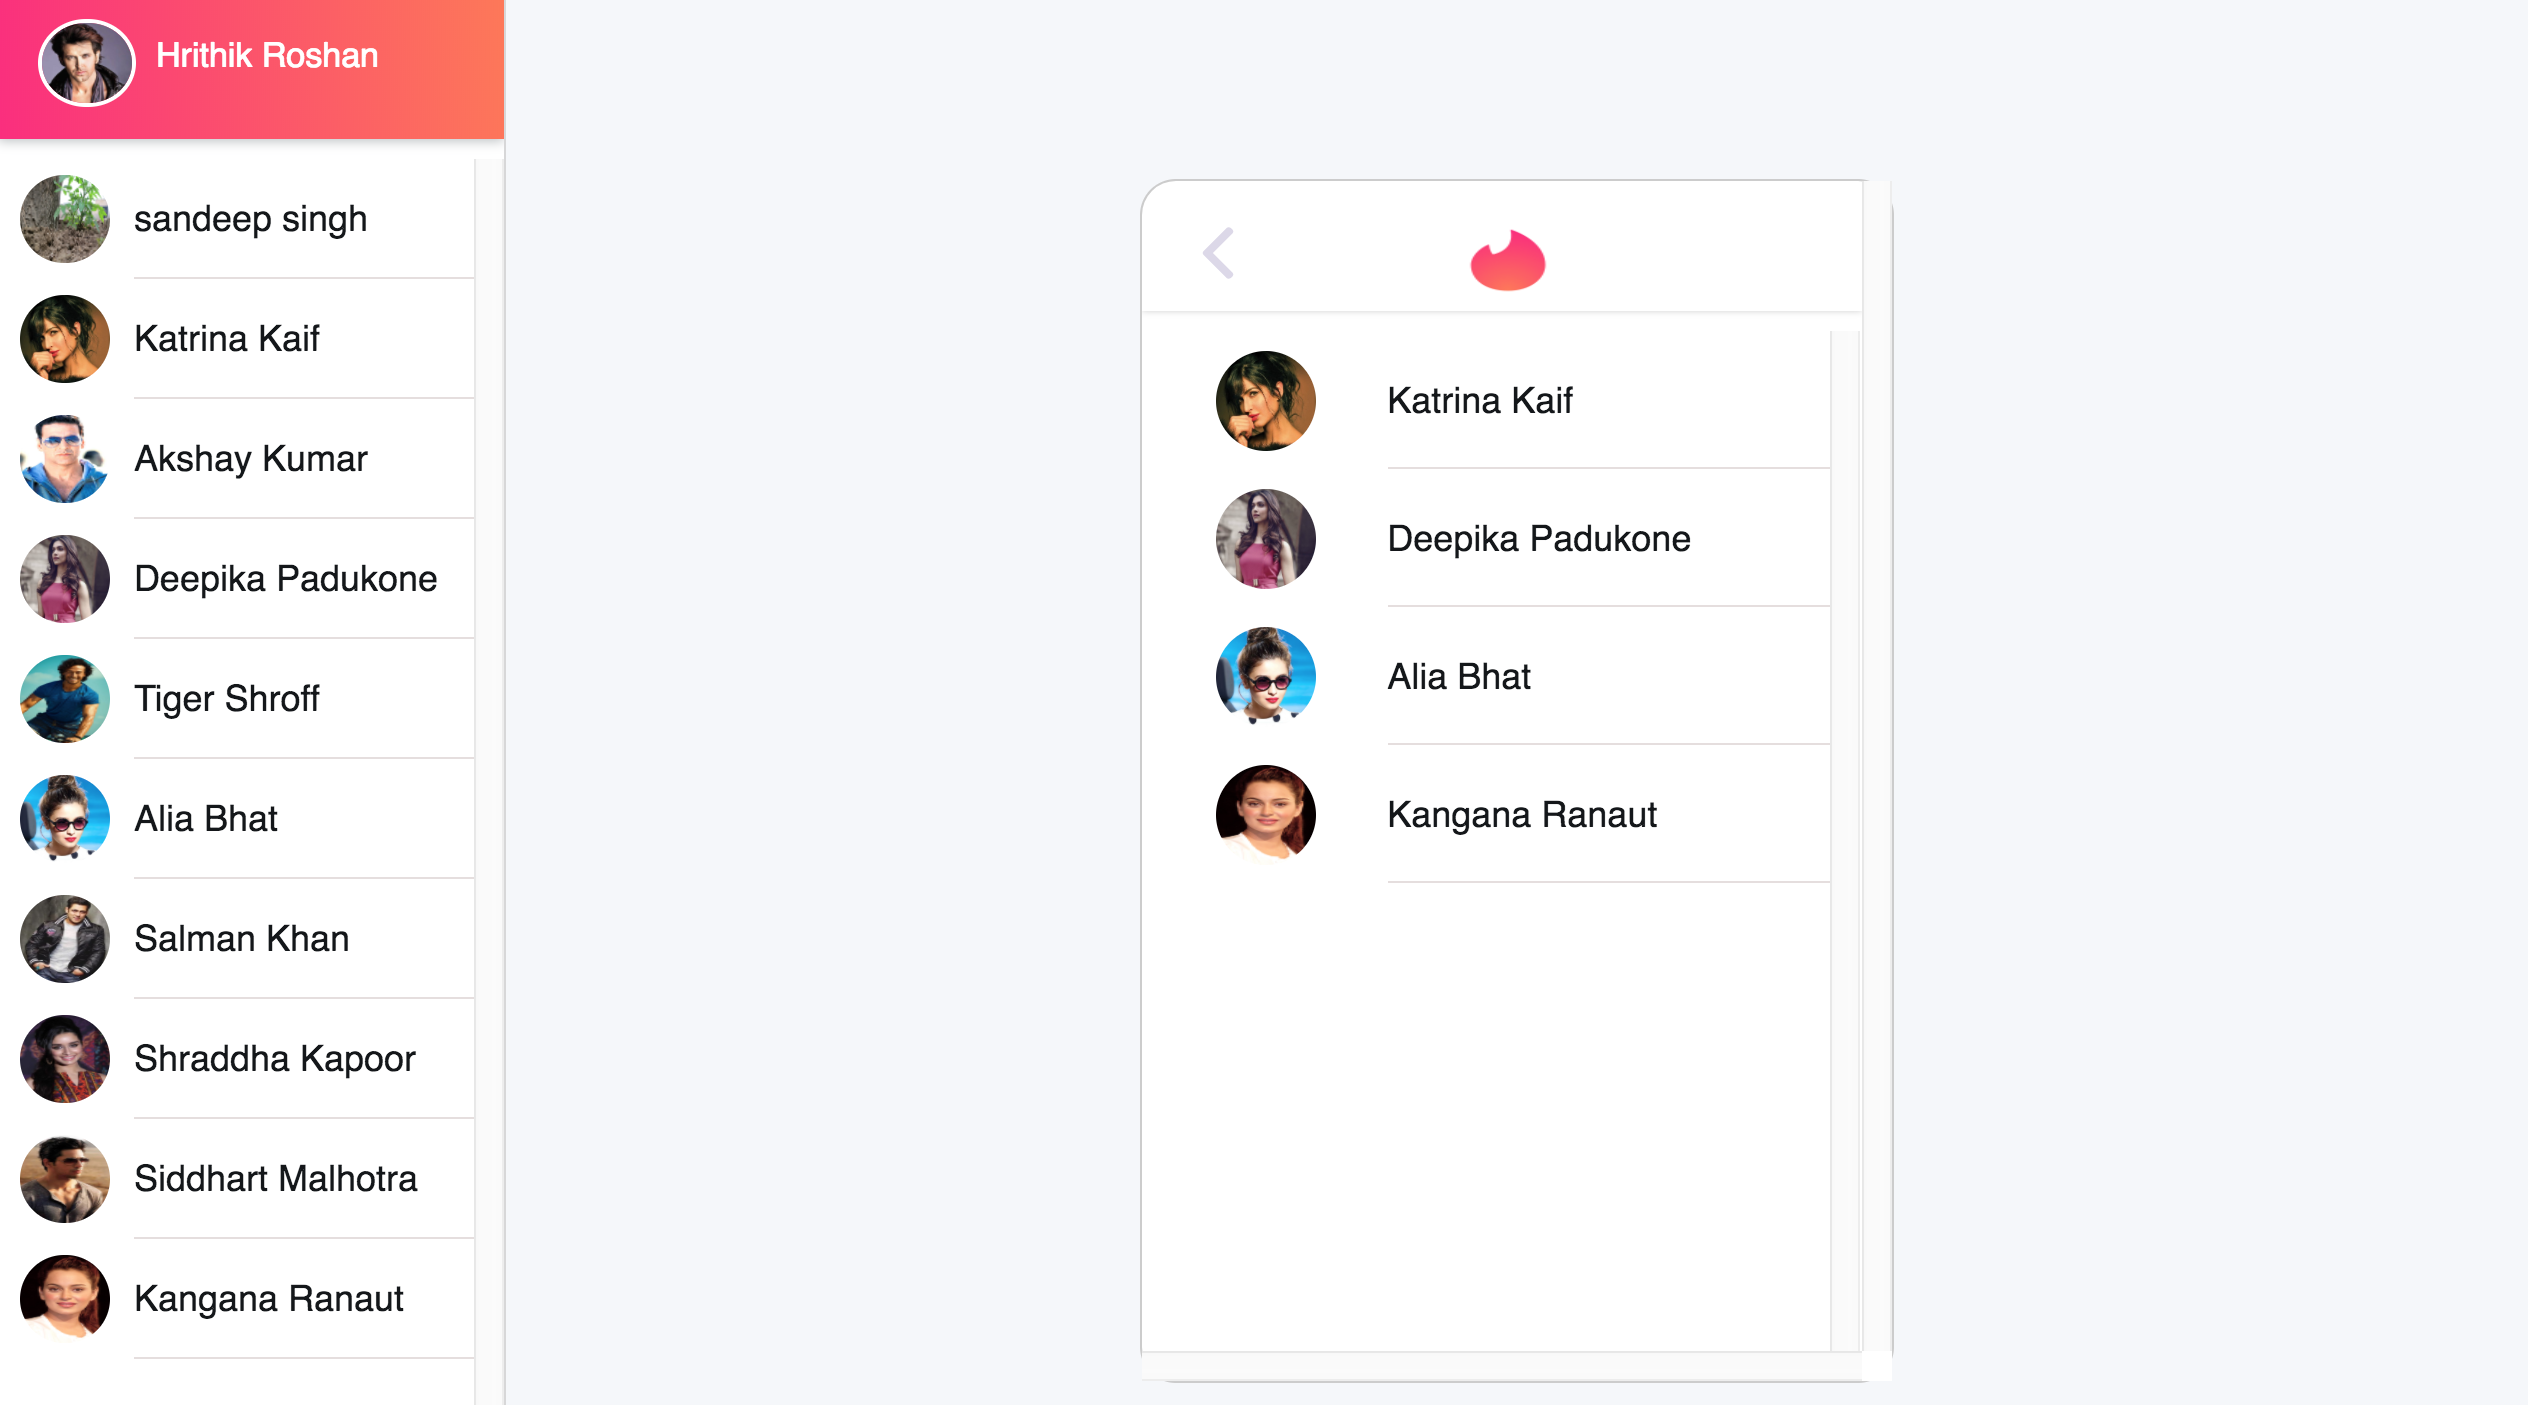 Hrithik Roshan
sandeep singh
Katrina Kaif
Akshay Kumar
Deepika Padukone
Tiger Shroff
Alia Bhat
Salman Khan
Shraddha Kapoor
Siddhart Malhotra
Kangana Ranaut
Katrina Kaif
Deepika Padukone
Alia Bhat
Kangana Ranaut